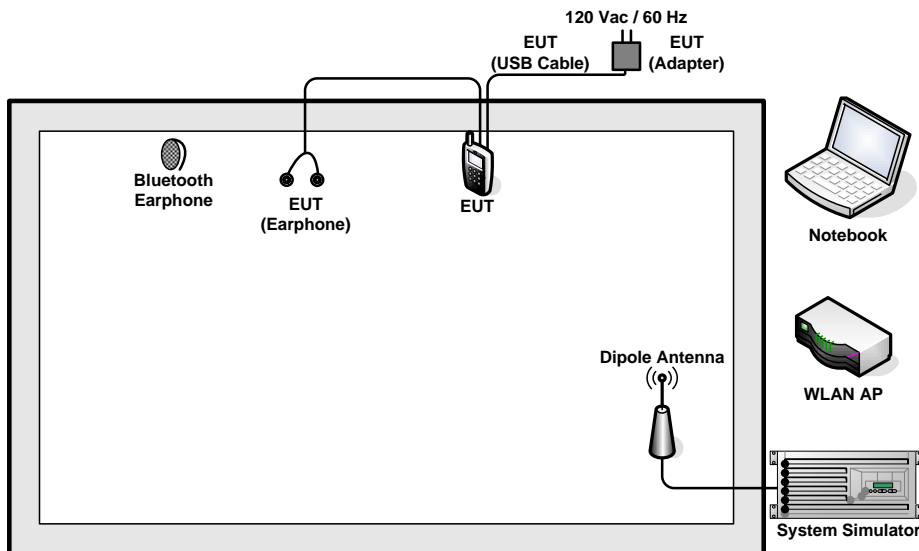 120 Vac / 60 Hz
EUT
(USB Cable)
EUT
(Adapter)
Bluetooth
Earphone
EUT
(Earphone)
EUT
Notebook
Dipole Antenna
WLAN AP
System Simulator